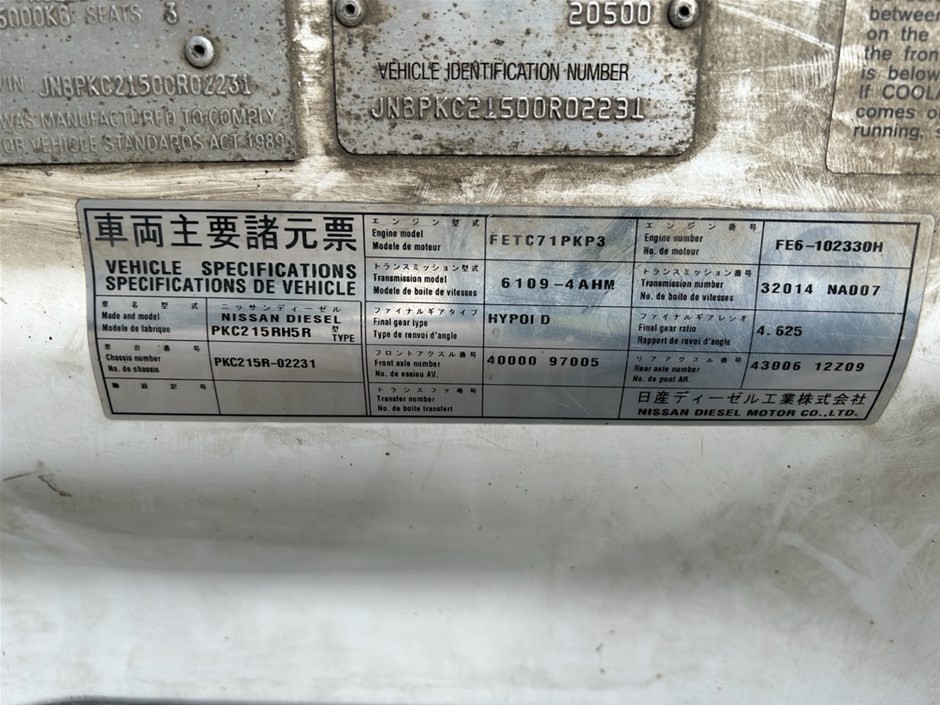 5000KG SEATS 3
VIN JNBPKC21500R02231
WAS MANUFACTURED TO COMPLY
VEHICLE STANDARDS ACT 1989
20500
VEHICLE IDENTIFICATION NUMBER
JNBPKC21500R02231
between
on the
the fron
is below
If COOLA
comes o
running, s
車両主要諸元票
VEHICLE SPECIFICATIONS
SPECIFICATIONS DE VEHICLE
車名型式
Made and model
Modele de fabrique
ニッサンディーゼル
NISSAN DIESEL
PKC215RH5R 型
TYPE
車台番号
Chassis number
No. de chassis
PKC215R-02231
エンジン型式
Engine model
Modele de moteur
FETC71PKP3
エンジン番号
Engine number
No. de moteur
FE6-102330H
トランスミッション型式
Transmission model
Modele de boite de vitesses
6109-4AHM
トランスミッション番号
Transmission number
No. de boite de vitesses
32014 NA007
ファイナルギアタイプ
Final gear type
Type de renvoi d'angle
HYPOID
ファイナルギアレシオ
Final gear ratio
Rapport de renvoi d'angle
4.625
フロントアクスル番号
Front axle number
No. de essieu AV.
40000 97005
リアアクスル番号
Rear axle number
No. de pont AR.
43006 12Z09
トランスファ番号
Transfer number
No. de boite transfert
日産ディーゼル工業株式会社
NISSAN DIESEL MOTOR CO.,LTD.